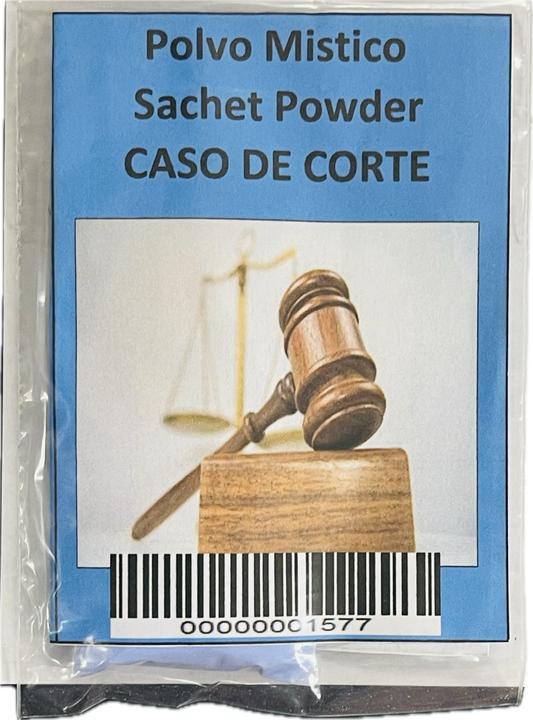 Polvo Mistico
Sachet Powder
CASO DE CORTE
00000001577